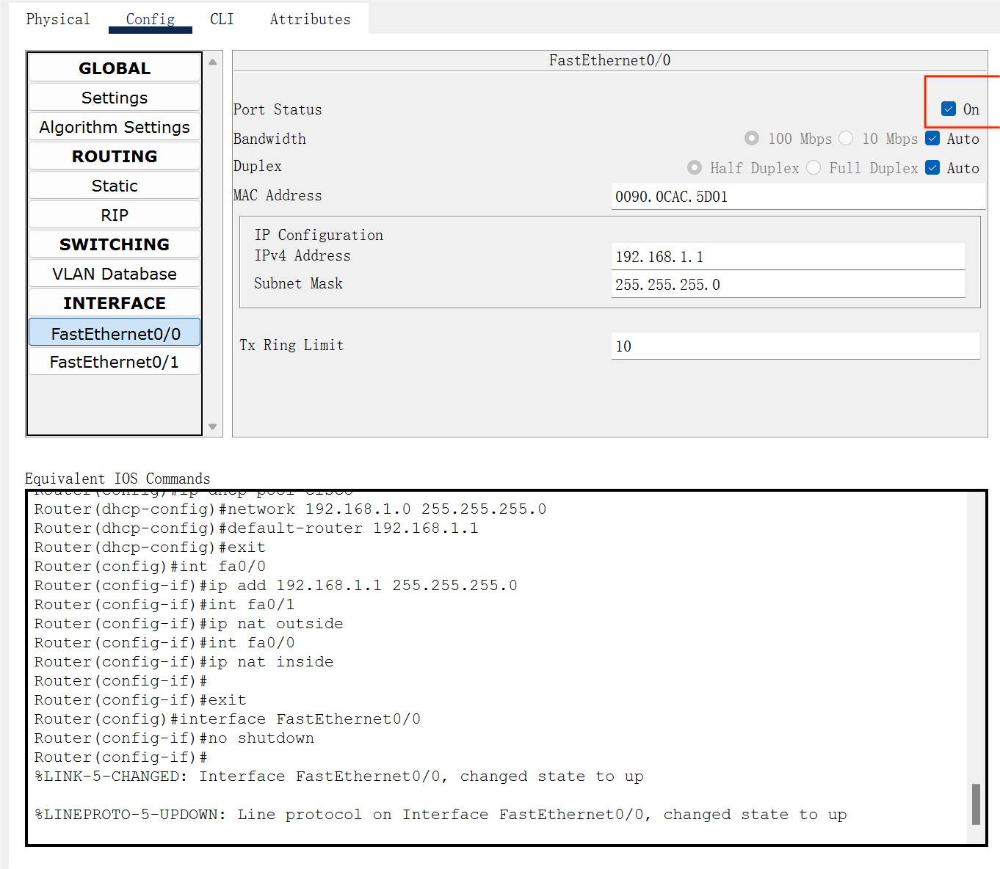 Physical Config CLI Attributes
GLOBAL
Settings
Algorithm Settings
ROUTING
Static
RIP
SWITCHING
VLAN Database
INTERFACE
FastEthernet0/0
FastEthernet0/1
FastEthernet0/0
Port Status On
Bandwidth 100 Mbps 10 Mbps Auto
Duplex Half Duplex Full Duplex Auto
MAC Address 0090.0CAC.5D01
IP Configuration
IPv4 Address 192.168.1.1
Subnet Mask 255.255.255.0
Tx Ring Limit 10
Equivalent IOS Commands
Router(config)#ip dhcp pool cisco
Router(dhcp-config)#network 192.168.1.0 255.255.255.0
Router(dhcp-config)#default-router 192.168.1.1
Router(dhcp-config)#exit
Router(config)#int fa0/0
Router(config-if)#ip add 192.168.1.1 255.255.255.0
Router(config-if)#int fa0/1
Router(config-if)#ip nat outside
Router(config-if)#int fa0/0
Router(config-if)#ip nat inside
Router(config-if)#
Router(config-if)#exit
Router(config)#interface FastEthernet0/0
Router(config-if)#no shutdown
Router(config-if)#
%LINK-5-CHANGED: Interface FastEthernet0/0, changed state to up
%LINEPROTO-5-UPDOWN: Line protocol on Interface FastEthernet0/0, changed state to up